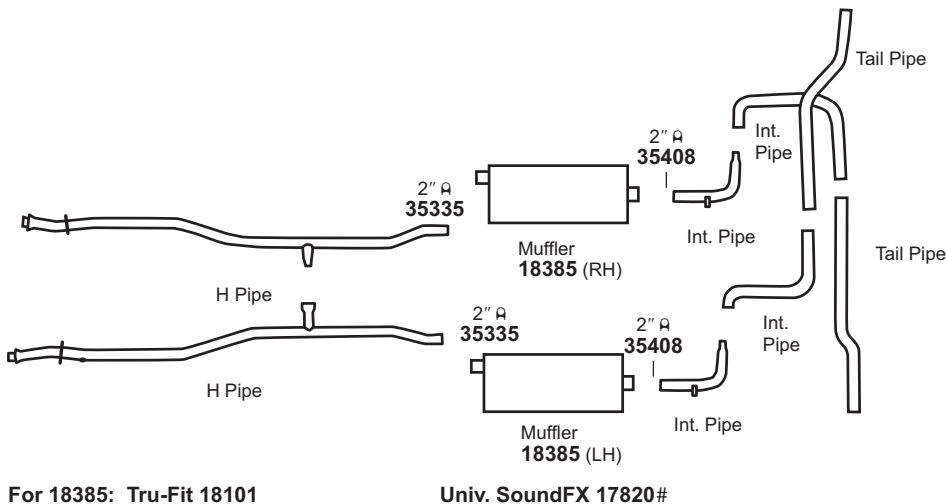 Tail Pipe
Int.
Pipe
2″
35408
2″
35335
Int. Pipe
Muffler
18385 (RH)
Tail Pipe
H Pipe
2″
35335
2″
35408
Int.
Pipe
H Pipe
Int. Pipe
Muffler
18385 (LH)
For 18385: Tru-Fit 18101
Univ. SoundFX 17820#